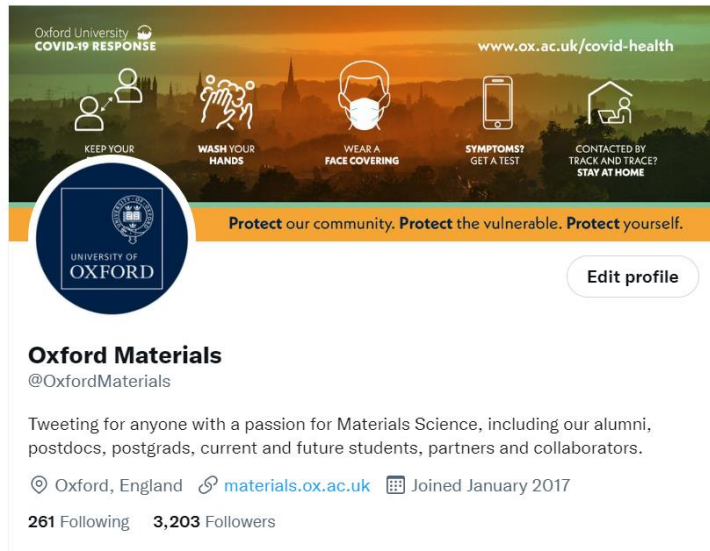 Oxford University
COVID-19 RESPONSE
www.ox.ac.uk/covid-health
KEEP YOUR
WASH YOUR
HANDS
WEAR A
FACE COVERING
SYMPTOMS?
GET A TEST
CONTACTED BY
TRACK AND TRACE?
STAY AT HOME
Protect our community. Protect the vulnerable. Protect yourself.
UNIVERSITY OF
OXFORD
Edit profile
Oxford Materials
@OxfordMaterials
Tweeting for anyone with a passion for Materials Science, including our alumni,
postdocs, postgrads, current and future students, partners and collaborators.
Oxford, England materials.ox.ac.uk Joined January 2017
261 Following 3,203 Followers